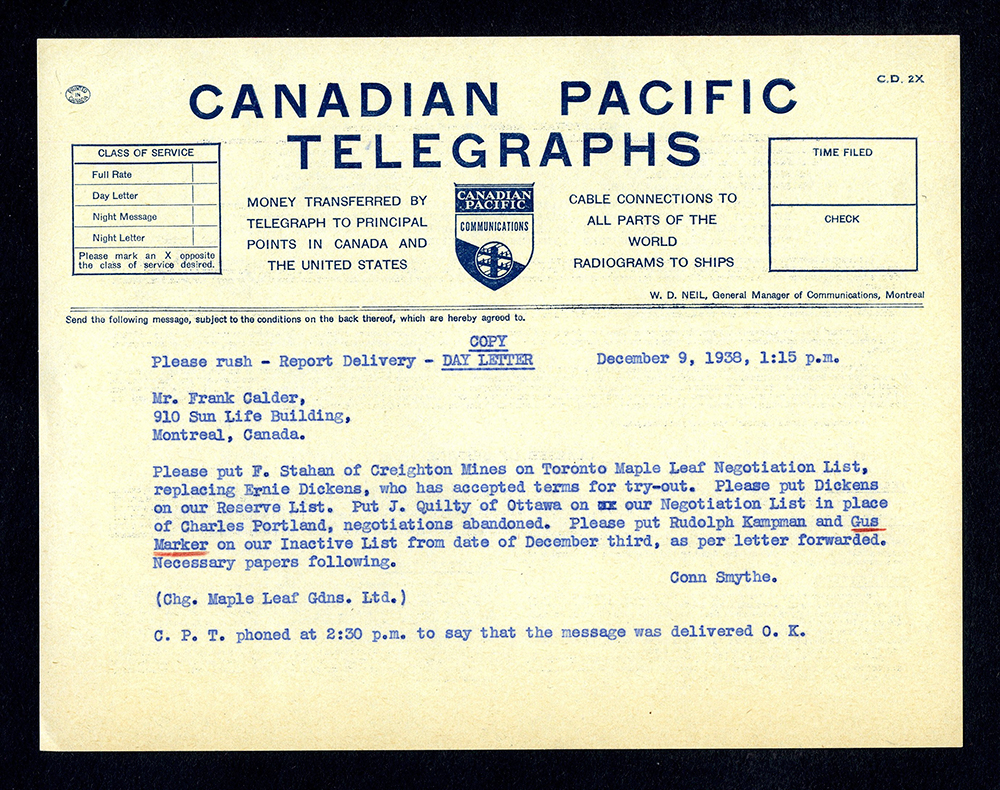 PRINTED IN CANADA
C.D. 2X
CANADIAN PACIFIC
TELEGRAPHS
CLASS OF SERVICE
Full Rate
Day Letter
Night Message
Night Letter
Please mark an X opposite
the class of service desired.
MONEY TRANSFERRED BY
TELEGRAPH TO PRINCIPAL
POINTS IN CANADA AND
THE UNITED STATES
CANADIAN
PACIFIC
COMMUNICATIONS
CABLE CONNECTIONS TO
ALL PARTS OF THE
WORLD
RADIOGRAMS TO SHIPS
TIME FILED
CHECK
W. D. NEIL, General Manager of Communications, Montreal
Send the following message, subject to the conditions on the back thereof, which are hereby agreed to.
COPY
Please rush - Report Delivery - DAY LETTER December 9, 1938, 1:15 p.m.
Mr. Frank Calder,
910 Sun Life Building,
Montreal, Canada.
Please put F. Stahan of Creighton Mines on Toronto Maple Leaf Negotiation List,
replacing Ernie Dickens, who has accepted terms for try-out. Please put Dickens
on our Reserve List. Put J. Quilty of Ottawa on our Negotiation List in place
of Charles Portland, negotiations abandoned. Please put Rudolph Kampman and Gus
Marker on our Inactive List from date of December third, as per letter forwarded.
Necessary papers following.
Conn Smythe.
(Chg. Maple Leaf Gdns. Ltd.)
C. P. T. phoned at 2:30 p.m. to say that the message was delivered O. K.